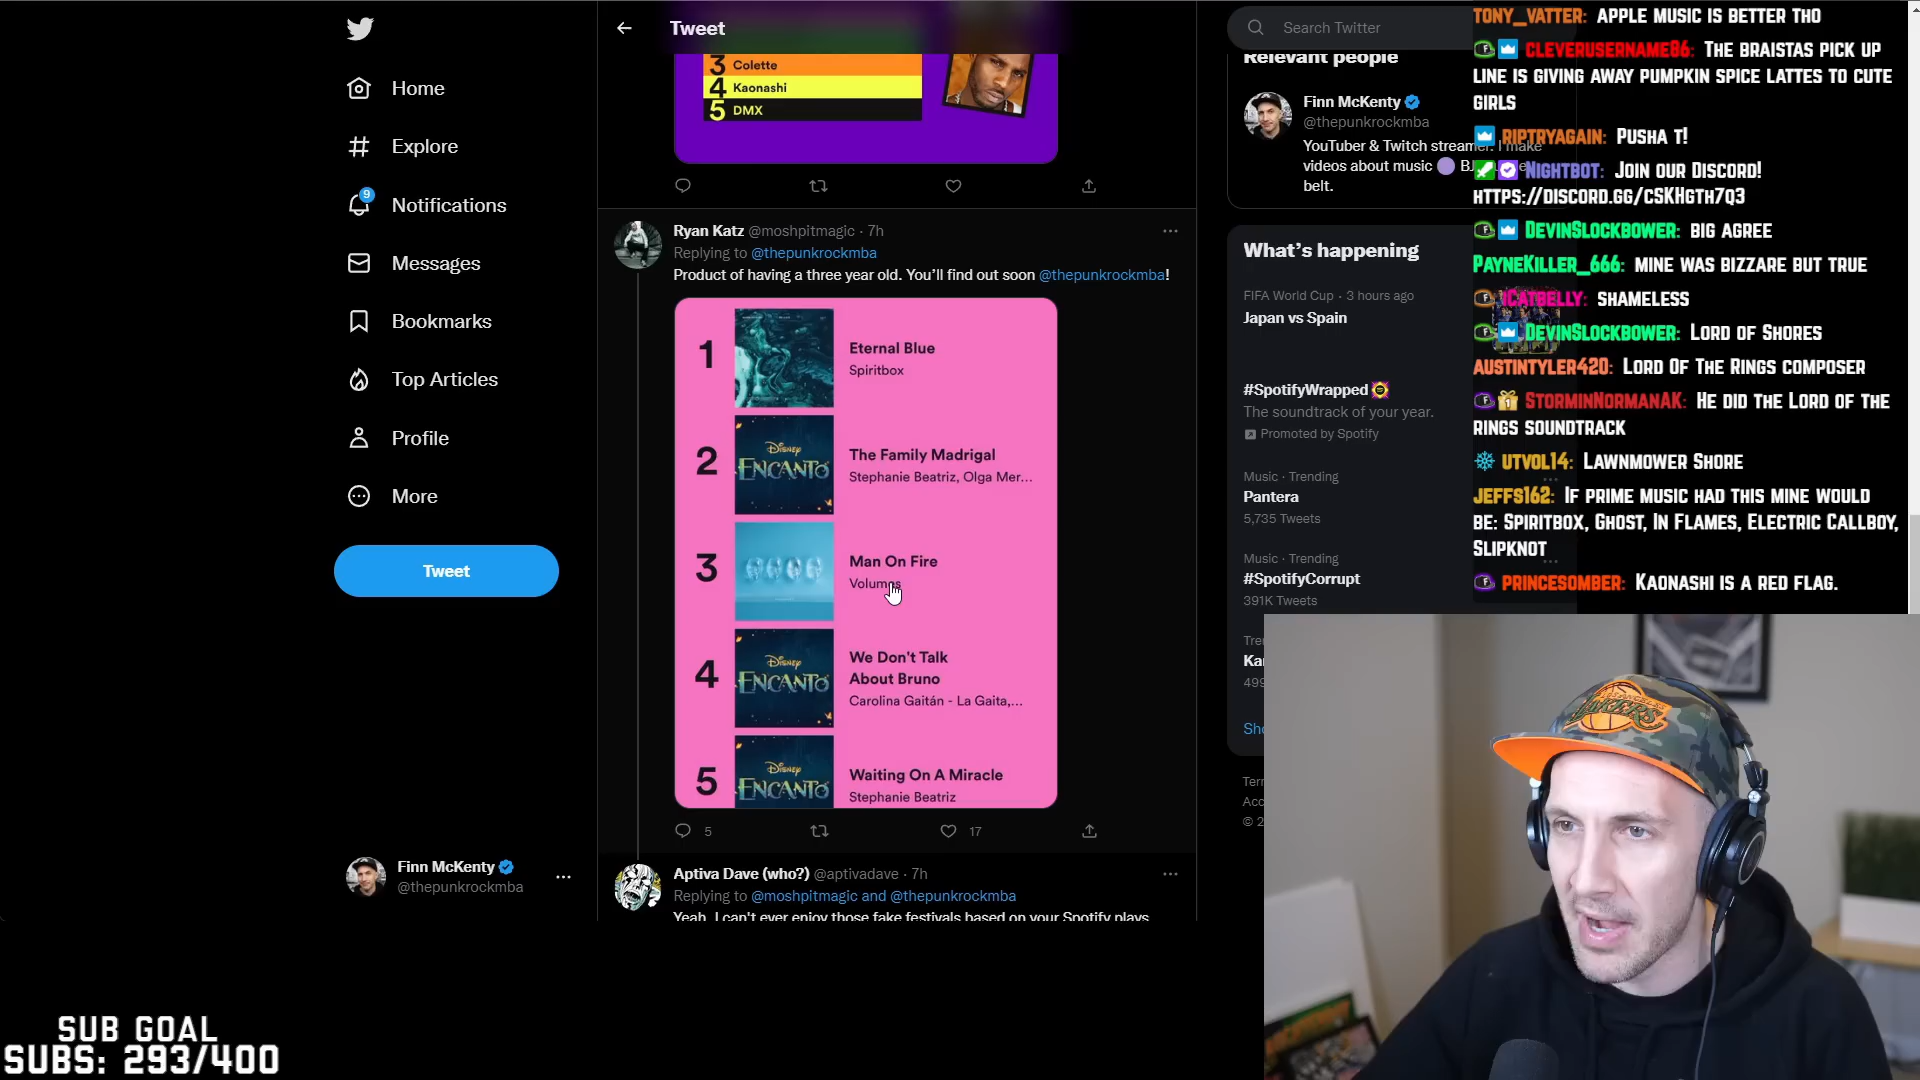 Home
Explore
9
Notifications
Messages
Bookmarks
Top Articles
Profile
More
Tweet
Finn McKenty
@thepunkrockmba
SUB GOAL
SUBS: 293/400
Tweet
3 Colette
4 Kaonashi
5 DMX
Ryan Katz @moshpitmagic · 7h
Replying to @thepunkrockmba
Product of having a three year old. You'll find out soon @thepunkrockmba!
1
Eternal Blue
Spiritbox
2
Disney
ENCANTO
The Family Madrigal
Stephanie Beatriz, Olga Mer...
3
Man On Fire
Volumes
4
Disney
ENCANTO
We Don't Talk
About Bruno
Carolina Gaitán - La Gaita,...
5
Disney
ENCANTO
Waiting On A Miracle
Stephanie Beatriz
5
17
Aptiva Dave (who?) @aptivadave · 7h
Replying to @moshpitmagic and @thepunkrockmba
Yeah, I can't ever enjoy those fake festivals based on your Spotify plays
Search Twitter
Relevant people
Finn McKenty
@thepunkrockmba
YouTuber & Twitch streamer. I make
videos about music
belt.
What's happening
FIFA World Cup · 3 hours ago
Japan vs Spain
#SpotifyWrapped
The soundtrack of your year.
Promoted by Spotify
Music · Trending
Pantera
5,735 Tweets
Music · Trending
#SpotifyCorrupt
391K Tweets
TONY_VATTER: APPLE MUSIC IS BETTER THO
CLEVERUSERNAME86: THE BRAISTAS PICK UP
LINE IS GIVING AWAY PUMPKIN SPICE LATTES TO CUTE
GIRLS
RIPTRYAGAIN: PUSHA T!
NIGHTBOT: JOIN OUR DISCORD!
HTTPS://DISCORD.GG/CSKHGTH7Q3
DEVINSLOCKBOWER: BIG AGREE
PAYNEKILLER_666: MINE WAS BIZZARE BUT TRUE
ICATBELLY: SHAMELESS
DEVINSLOCKBOWER: LORD OF SHORES
AUSTINTYLER420: LORD OF THE RINGS COMPOSER
STORMINNORMANAK: HE DID THE LORD OF THE
RINGS SOUNDTRACK
UTVOL14: LAWNMOWER SHORE
JEFFS162: IF PRIME MUSIC HAD THIS MINE WOULD
BE: SPIRITBOX, GHOST, IN FLAMES, ELECTRIC CALLBOY,
SLIPKNOT
PRINCESOMBER: KAONASHI IS A RED FLAG.
LOS ANGELES
LAKERS